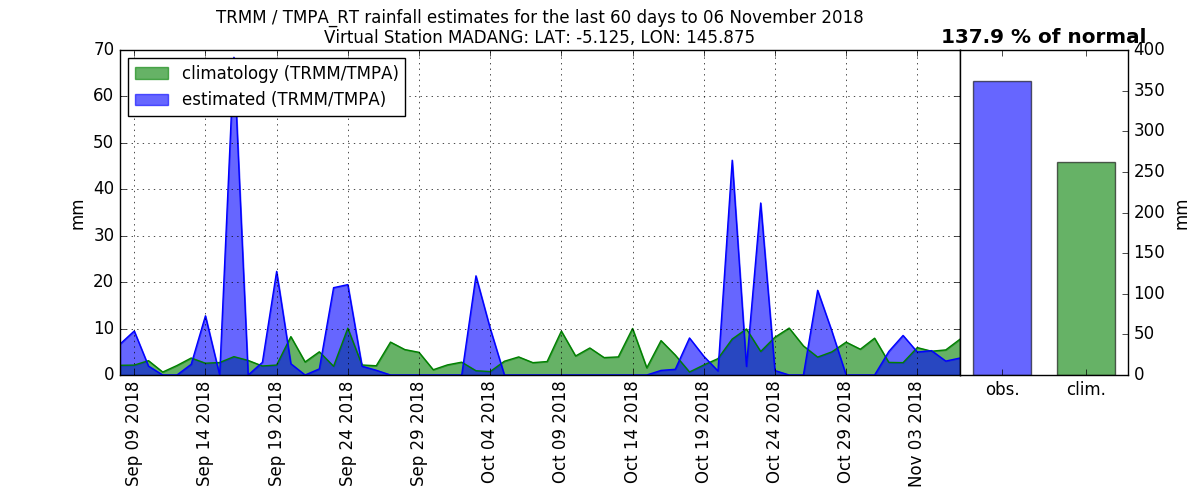 TRMM / TMPA_RT rainfall estimates for the last 60 days to 06 November 2018
Virtual Station MADANG: LAT: -5.125, LON: 145.875
137.9 % of normal
climatology (TRMM/TMPA)
estimated (TRMM/TMPA)
70
60
50
40
30
20
10
0
mm
Sep 09 2018
Sep 14 2018
Sep 19 2018
Sep 24 2018
Sep 29 2018
Oct 04 2018
Oct 09 2018
Oct 14 2018
Oct 19 2018
Oct 24 2018
Oct 29 2018
Nov 03 2018
obs.
clim.
400
350
300
250
200
150
100
50
0
mm